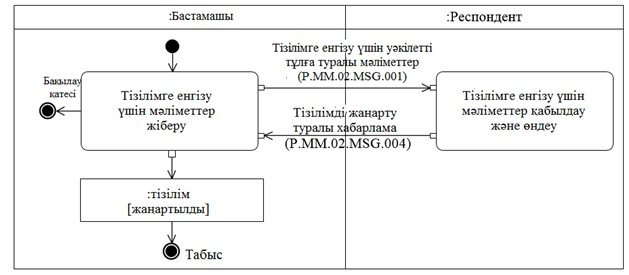 :Бастамашы
:Респондент
Тізілімге енгізу үшін уәкілетті
тұлға туралы мәліметтер
(P.MM.02.MSG.001)
Бақылау
қатесі
Тізілімге енгізу
үшін мәліметтер
жіберу
Тізілімге енгізу үшін
мәліметтер қабылдау
және өңдеу
Тізілімді жаңарту
туралы хабарлама
(P.MM.02.MSG.004)
:тізілім
[жаңартылды]
Табыс